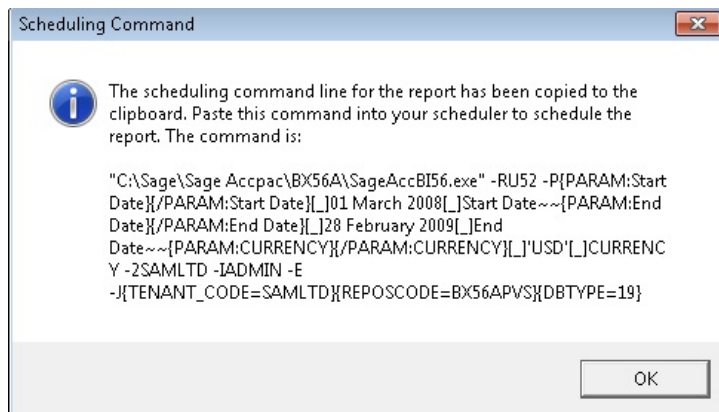 Scheduling Command
The scheduling command line for the report has been copied to the
clipboard. Paste this command into your scheduler to schedule the
report. The command is:
"C:\Sage\Sage Accpac\BX56A\SageAccBI56.exe" -RU52 -P{PARAM:Start
Date}{/PARAM:Start Date}[_]01 March 2008[_]Start Date~~{PARAM:End
Date}{/PARAM:End Date}[_]28 February 2009[_]End
Date~~{PARAM:CURRENCY}{/PARAM:CURRENCY}[_]'USD'[_]CURRENC
Y -2SAMLTD -IADMIN -E
-J{TENANT_CODE=SAMLTD}{REPOSCODE=BX56APVS}{DBTYPE=19}
OK